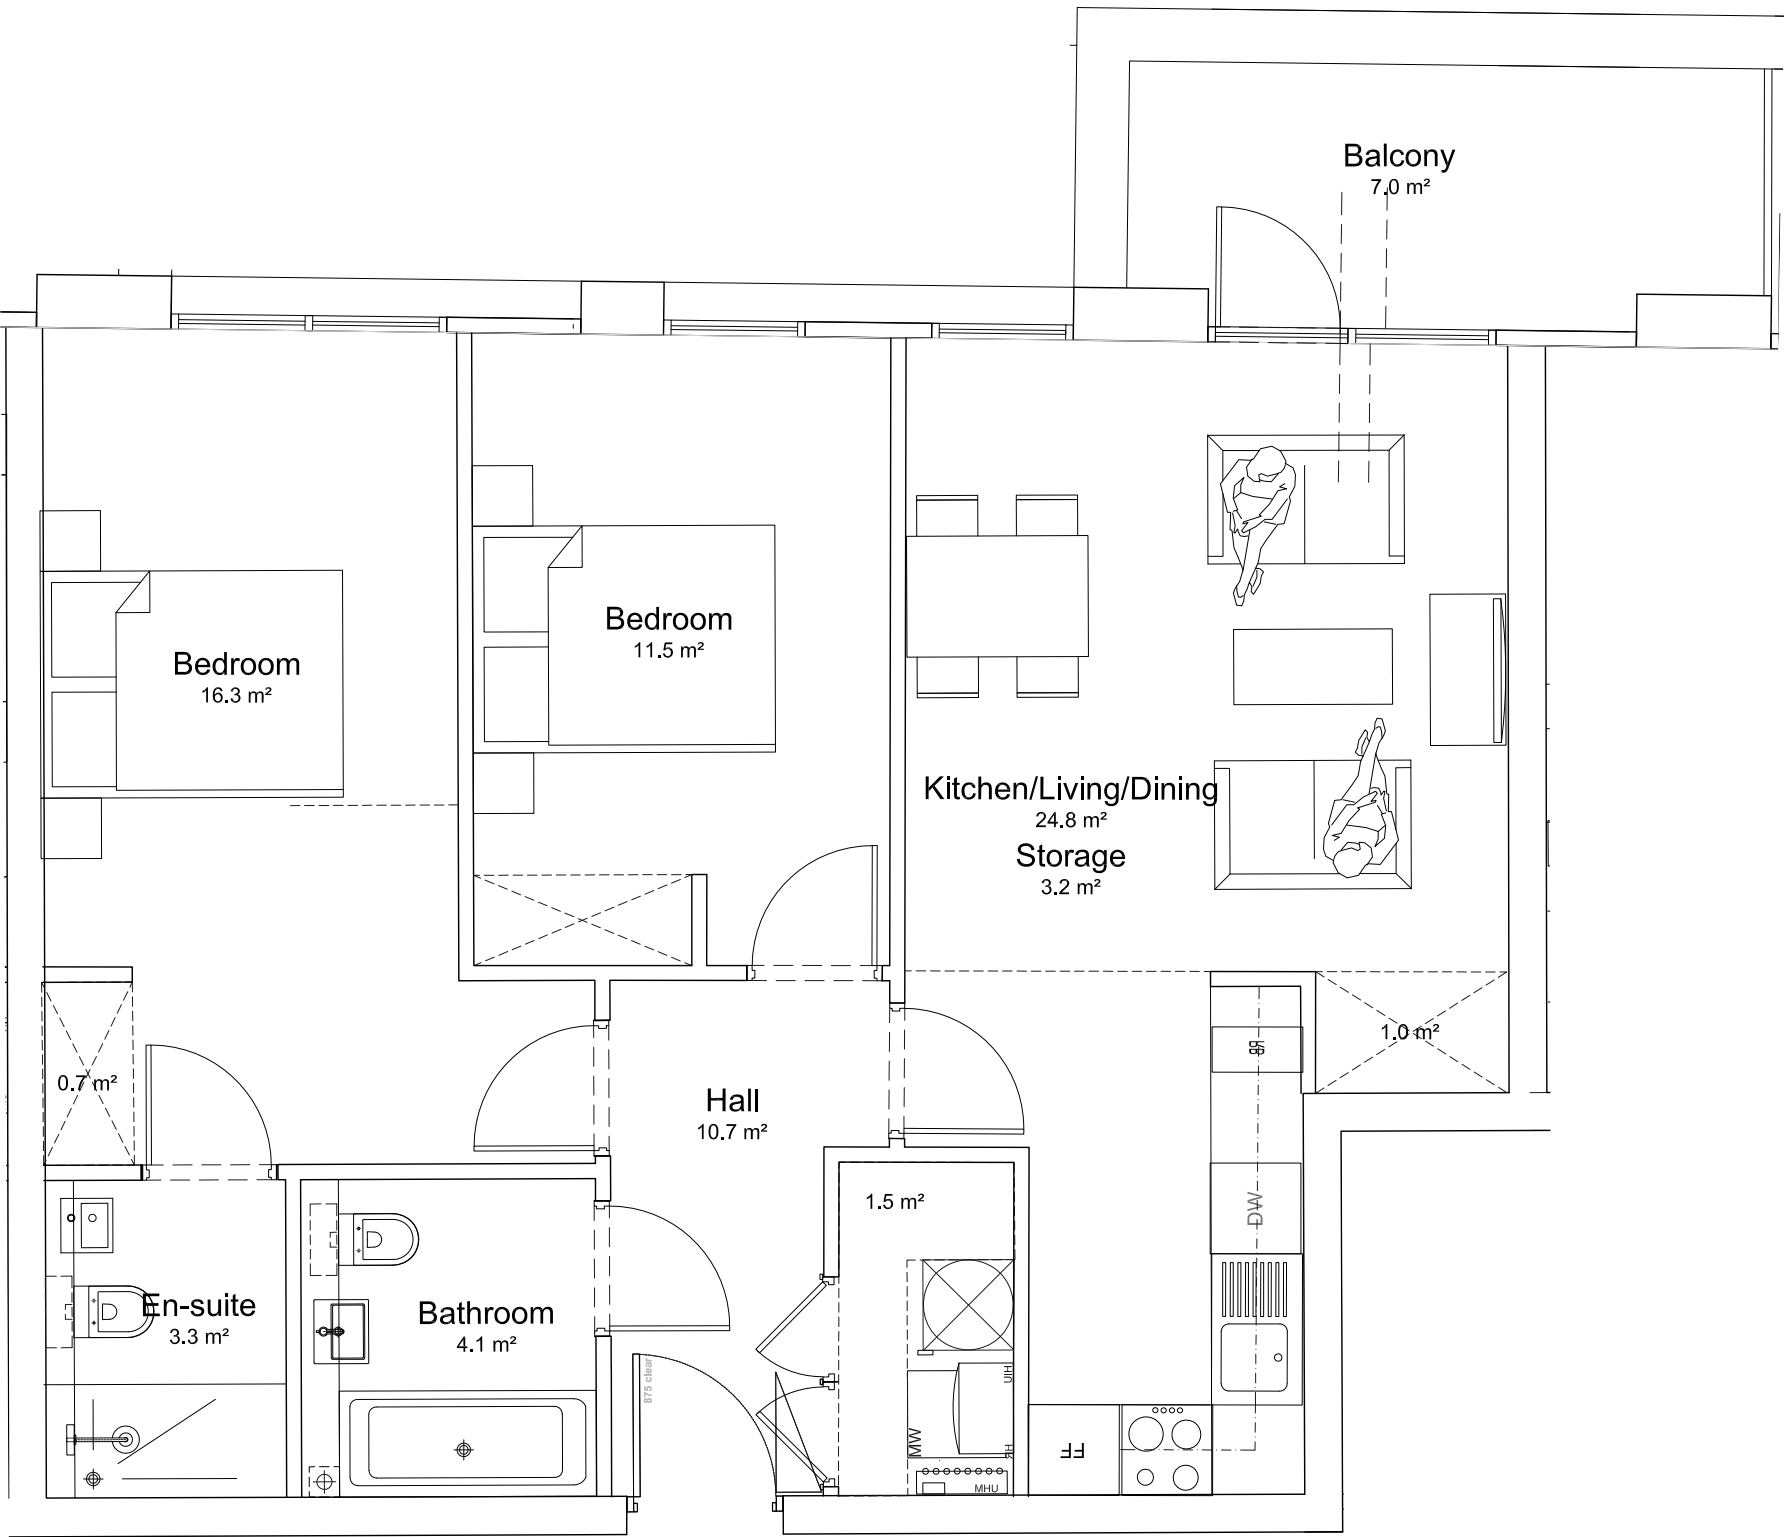 Balcony
7.0 m²
Bedroom
11.5 m²
Bedroom
16.3 m²
Kitchen/Living/Dining
24.8 m²
Storage
3.2 m²
1.0 m²
0.7 m²
Hall
10.7 m²
1.5 m²
DW
En-suite
3.3 m²
Bathroom
4.1 m²
875 clear
HIU
MW
FF
MHU